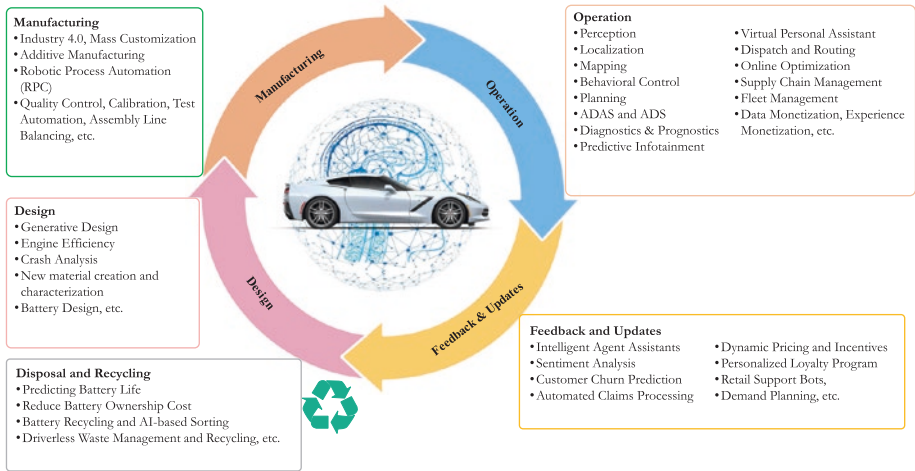 Manufacturing
• Industry 4.0, Mass Customization
• Additive Manufacturing
• Robotic Process Automation
(RPC)
• Quality Control, Calibration, Test
Automation, Assembly Line
Balancing, etc.
Design
• Generative Design
• Engine Efficiency
• Crash Analysis
• New material creation and
characterization
• Battery Design, etc.
Disposal and Recycling
• Predicting Battery Life
• Reduce Battery Ownership Cost
• Battery Recycling and AI-based Sorting
• Driverless Waste Management and Recycling, etc.
Manufacturing
Operation
Design
Feedback & Updates
Operation
• Perception
• Localization
• Mapping
• Behavioral Control
• Planning
• ADAS and ADS
• Diagnostics & Prognostics
• Predictive Infotainment
• Virtual Personal Assistant
• Dispatch and Routing
• Online Optimization
• Supply Chain Management
• Fleet Management
• Data Monetization, Experience
Monetization, etc.
Feedback and Updates
• Intelligent Agent Assistants
• Sentiment Analysis
• Customer Churn Prediction
• Automated Claims Processing
• Dynamic Pricing and Incentives
• Personalized Loyalty Program
• Retail Support Bots,
• Demand Planning, etc.